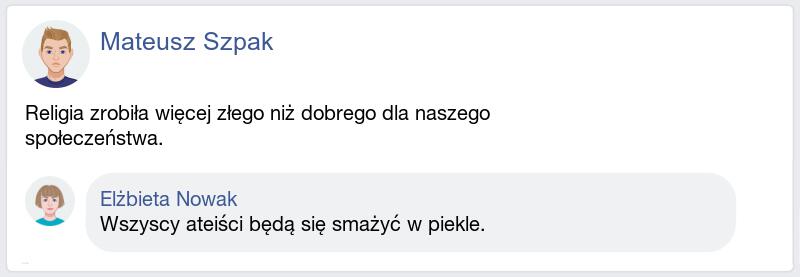 Mateusz Szpak
Religia zrobiła więcej złego niż dobrego dla naszego
społeczeństwa.
Elżbieta Nowak
Wszyscy ateiści będą się smażyć w piekle.